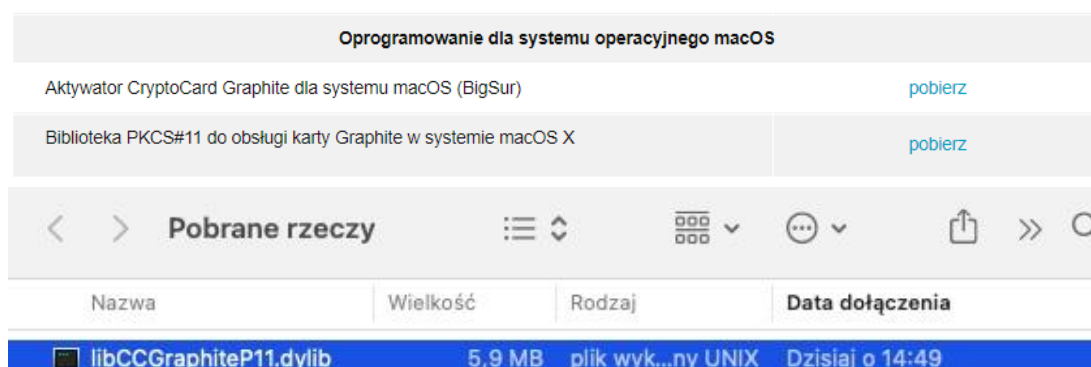 Oprogramowanie dla systemu operacyjnego macOS
Aktywator CryptoCard Graphite dla systemu macOS (BigSur) pobierz
Biblioteka PKCS#11 do obsługi karty Graphite w systemie macOS X pobierz
Pobrane rzeczy
Nazwa Wielkość Rodzaj Data dołączenia
libCCGraphiteP11.dylib 5,9 MB plik wyk...ny UNIX Dzisiaj o 14:49